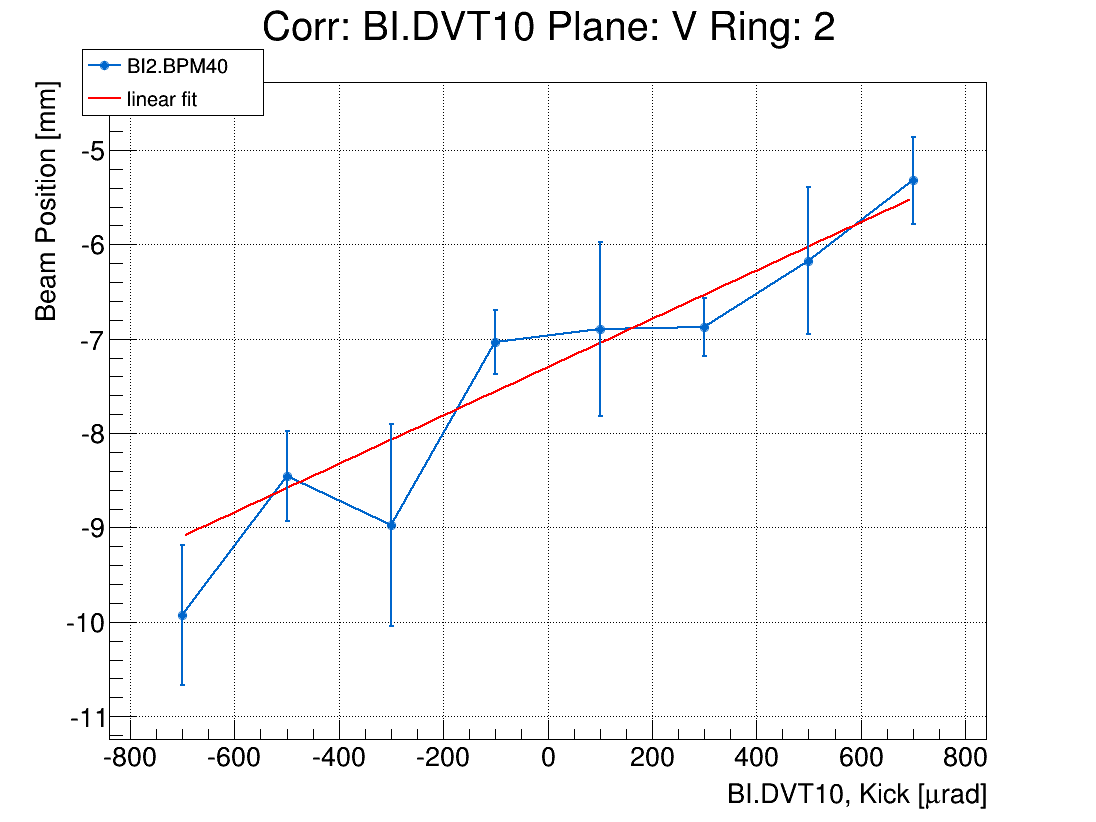 Corr: BI.DVT10 Plane: V Ring: 2
BI2.BPM40
linear fit
Beam Position [mm]
-5
-6
-7
-8
-9
-10
-11
-800 -600 -400 -200 0 200 400 600 800
BI.DVT10, Kick [μrad]